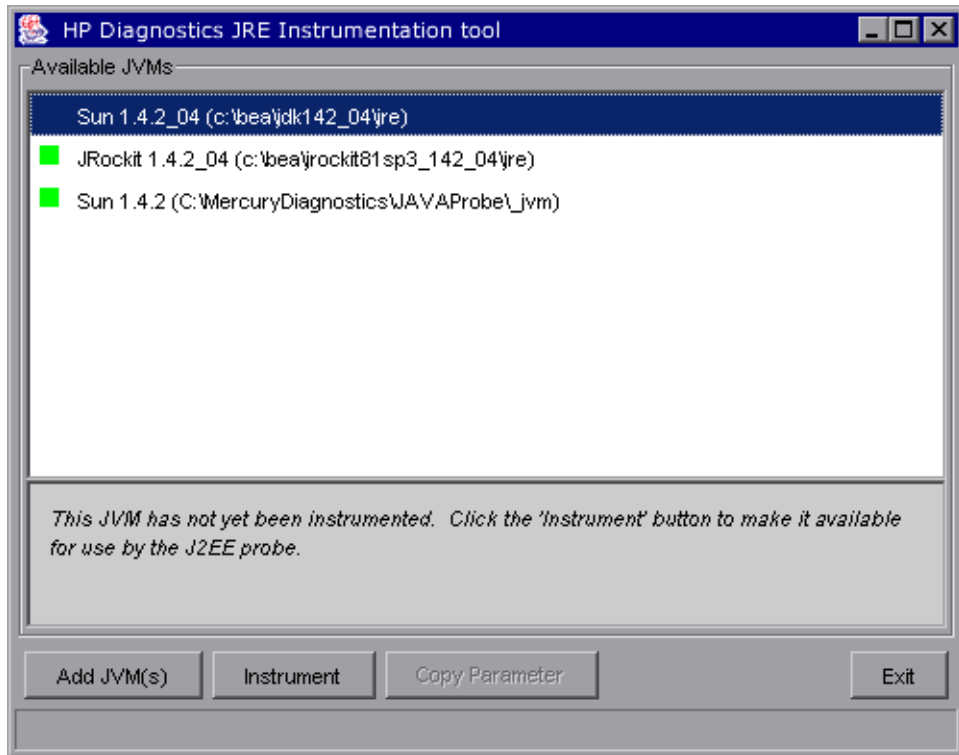 HP Diagnostics JRE Instrumentation tool
Available JVMs
Sun 1.4.2_04 (c:\bea\jdk142_04\jre)
JRockit 1.4.2_04 (c:\bea\jrockit81sp3_142_04\jre)
Sun 1.4.2 (C:\MercuryDiagnostics\JAVAProbe\_jvm)
This JVM has not yet been instrumented. Click the 'Instrument' button to make it available
for use by the J2EE probe.
Add JVM(s) Instrument Copy Parameter Exit